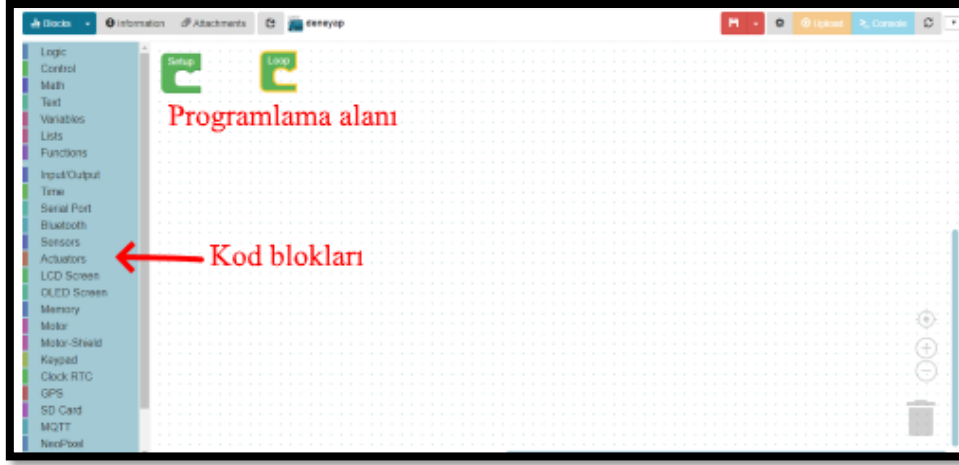 Blocks
Information
Attachments
deneyap
Upload
Console
Logic
Control
Math
Text
Variables
Lists
Functions
Input/Output
Time
Serial Port
Bluetooth
Sensors
Actuators
LCD Screen
OLED Screen
Memory
Motor
Motor-Shield
Keypad
Clock RTC
GPS
SD Card
MQTT
NeoPixel
Setup
Loop
Programlama alanı
Kod blokları